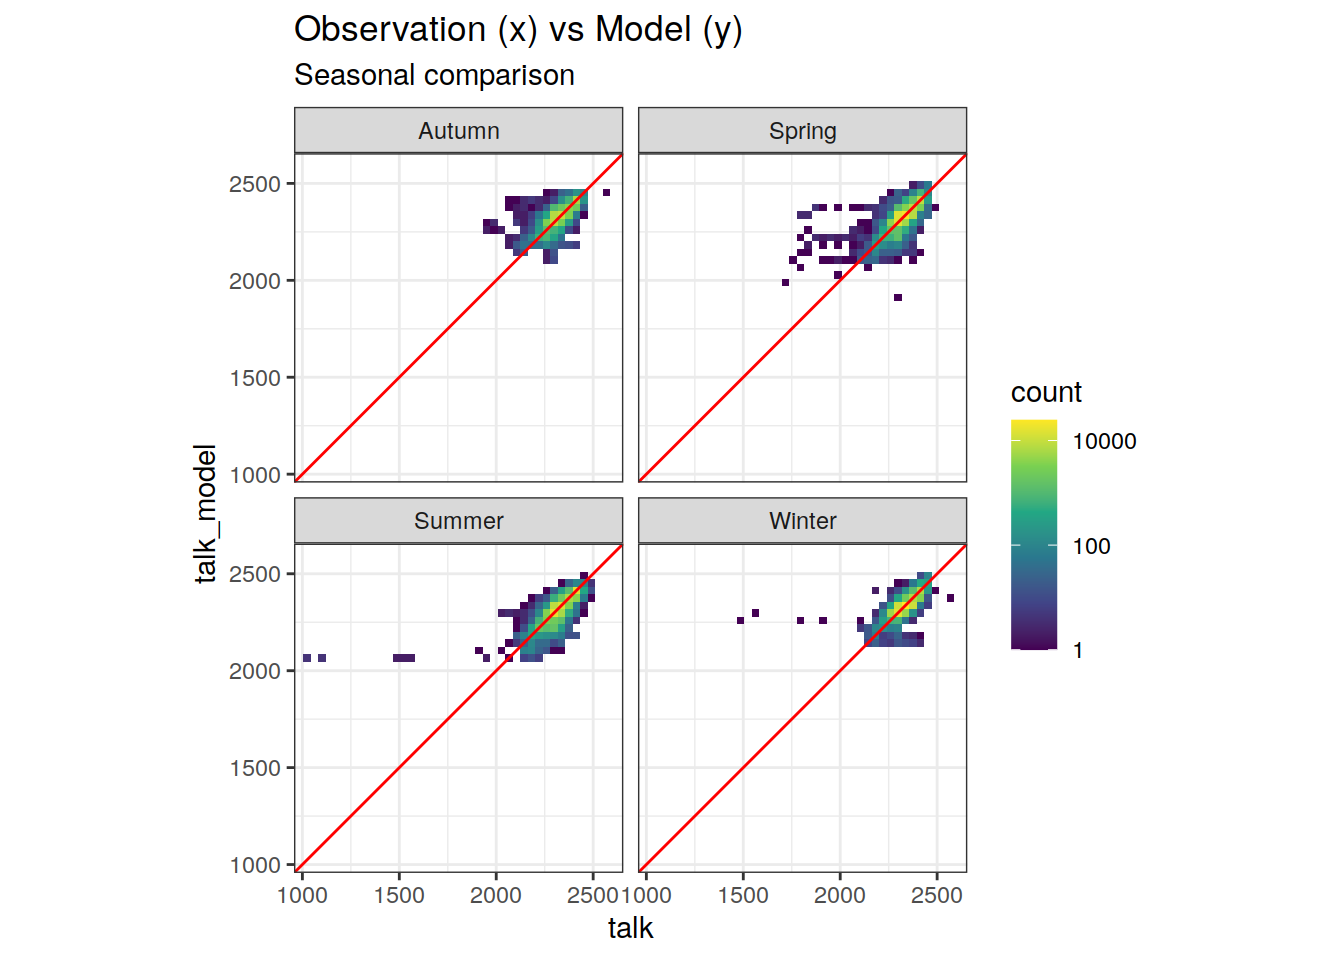 Observation (x) vs Model (y)
Seasonal comparison
Autumn
Spring
2500
2000
1500
1000
Summer
Winter
2500
2000
1500
1000
1000 1500 2000 2500
1000 1500 2000 2500
talk
talk_model
count
10000
100
1